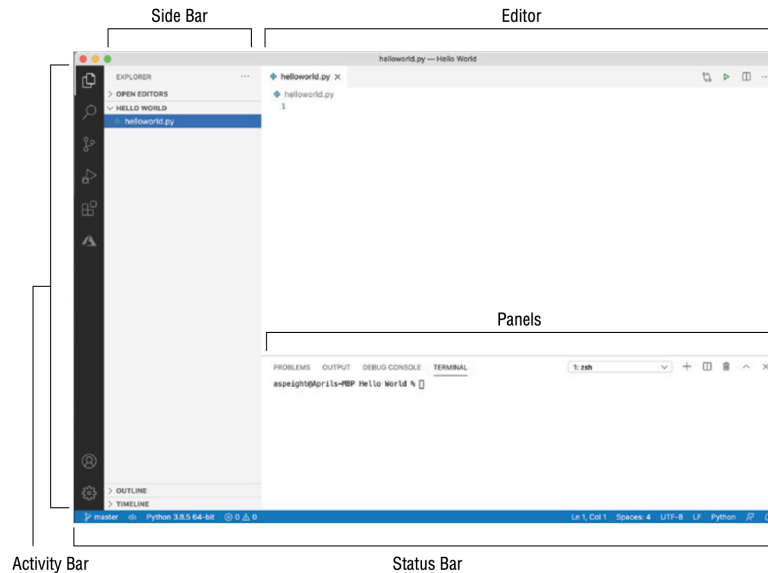 Side Bar
Editor
helloworld.py — Hello World
EXPLORER
helloworld.py
OPEN EDITORS
helloworld.py
HELLO WORLD
1
helloworld.py
Panels
PROBLEMS OUTPUT DEBUG CONSOLE TERMINAL
1: zsh
aspeight@Aprils-MBP Hello World %
OUTLINE
TIMELINE
master Python 3.8.5 64-bit 0 0
Ln 1, Col 1 Spaces: 4 UTF-8 LF Python
Activity Bar
Status Bar